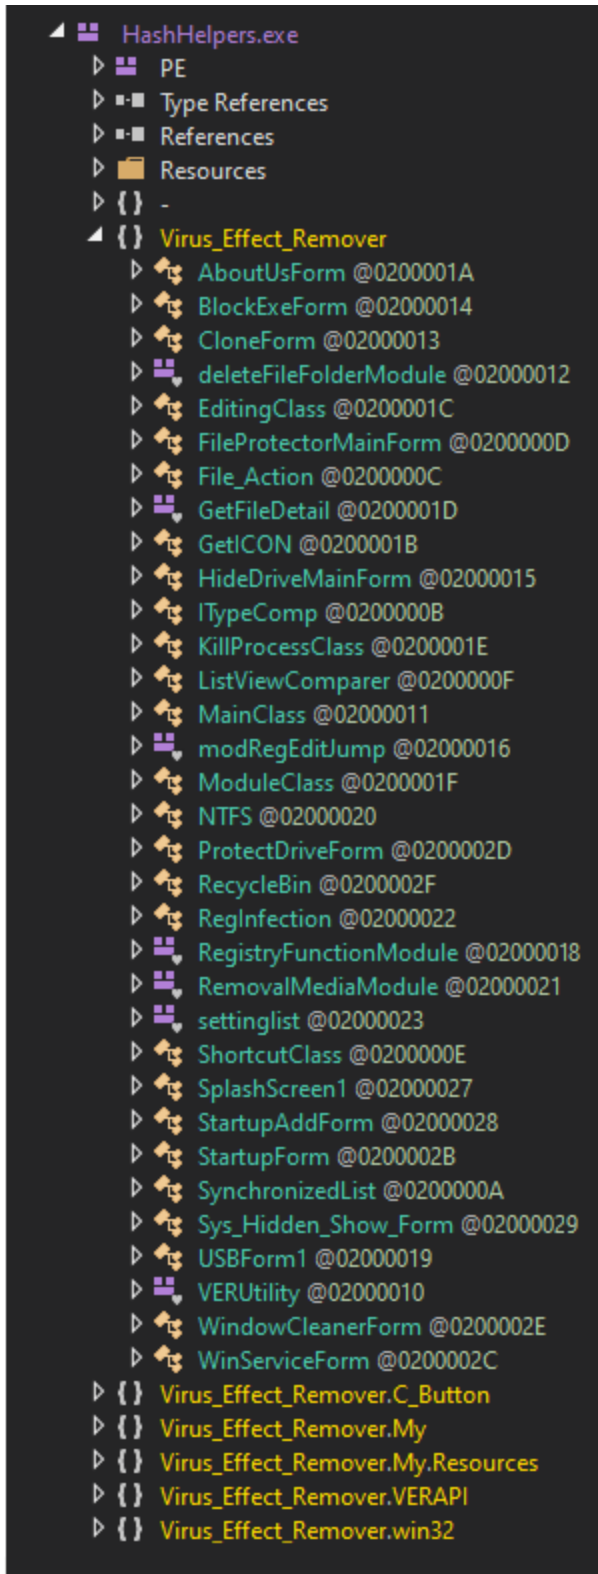 HashHelpers.exe
PE
Type References
References
Resources
{ } -
{ } Virus_Effect_Remover
AboutUsForm @0200001A
BlockExeForm @02000014
CloneForm @02000013
deleteFileFolderModule @02000012
EditingClass @0200001C
FileProtectorMainForm @0200000D
File_Action @0200000C
GetFileDetail @0200001D
GetICON @0200001B
HideDriveMainForm @02000015
ITypeComp @0200000B
KillProcessClass @0200001E
ListViewComparer @0200000F
MainClass @02000011
modRegEditJump @02000016
ModuleClass @0200001F
NTFS @02000020
ProtectDriveForm @0200002D
RecycleBin @0200002F
RegInfection @02000022
RegistryFunctionModule @02000018
RemovalMediaModule @02000021
settinglist @02000023
ShortcutClass @0200000E
SplashScreen1 @02000027
StartupAddForm @02000028
StartupForm @0200002B
SynchronizedList @0200000A
Sys_Hidden_Show_Form @02000029
USBForm1 @02000019
VERUtility @02000010
WindowCleanerForm @0200002E
WinServiceForm @0200002C
{ } Virus_Effect_Remover.C_Button
{ } Virus_Effect_Remover.My
{ } Virus_Effect_Remover.My.Resources
{ } Virus_Effect_Remover.VERAPI
{ } Virus_Effect_Remover.win32